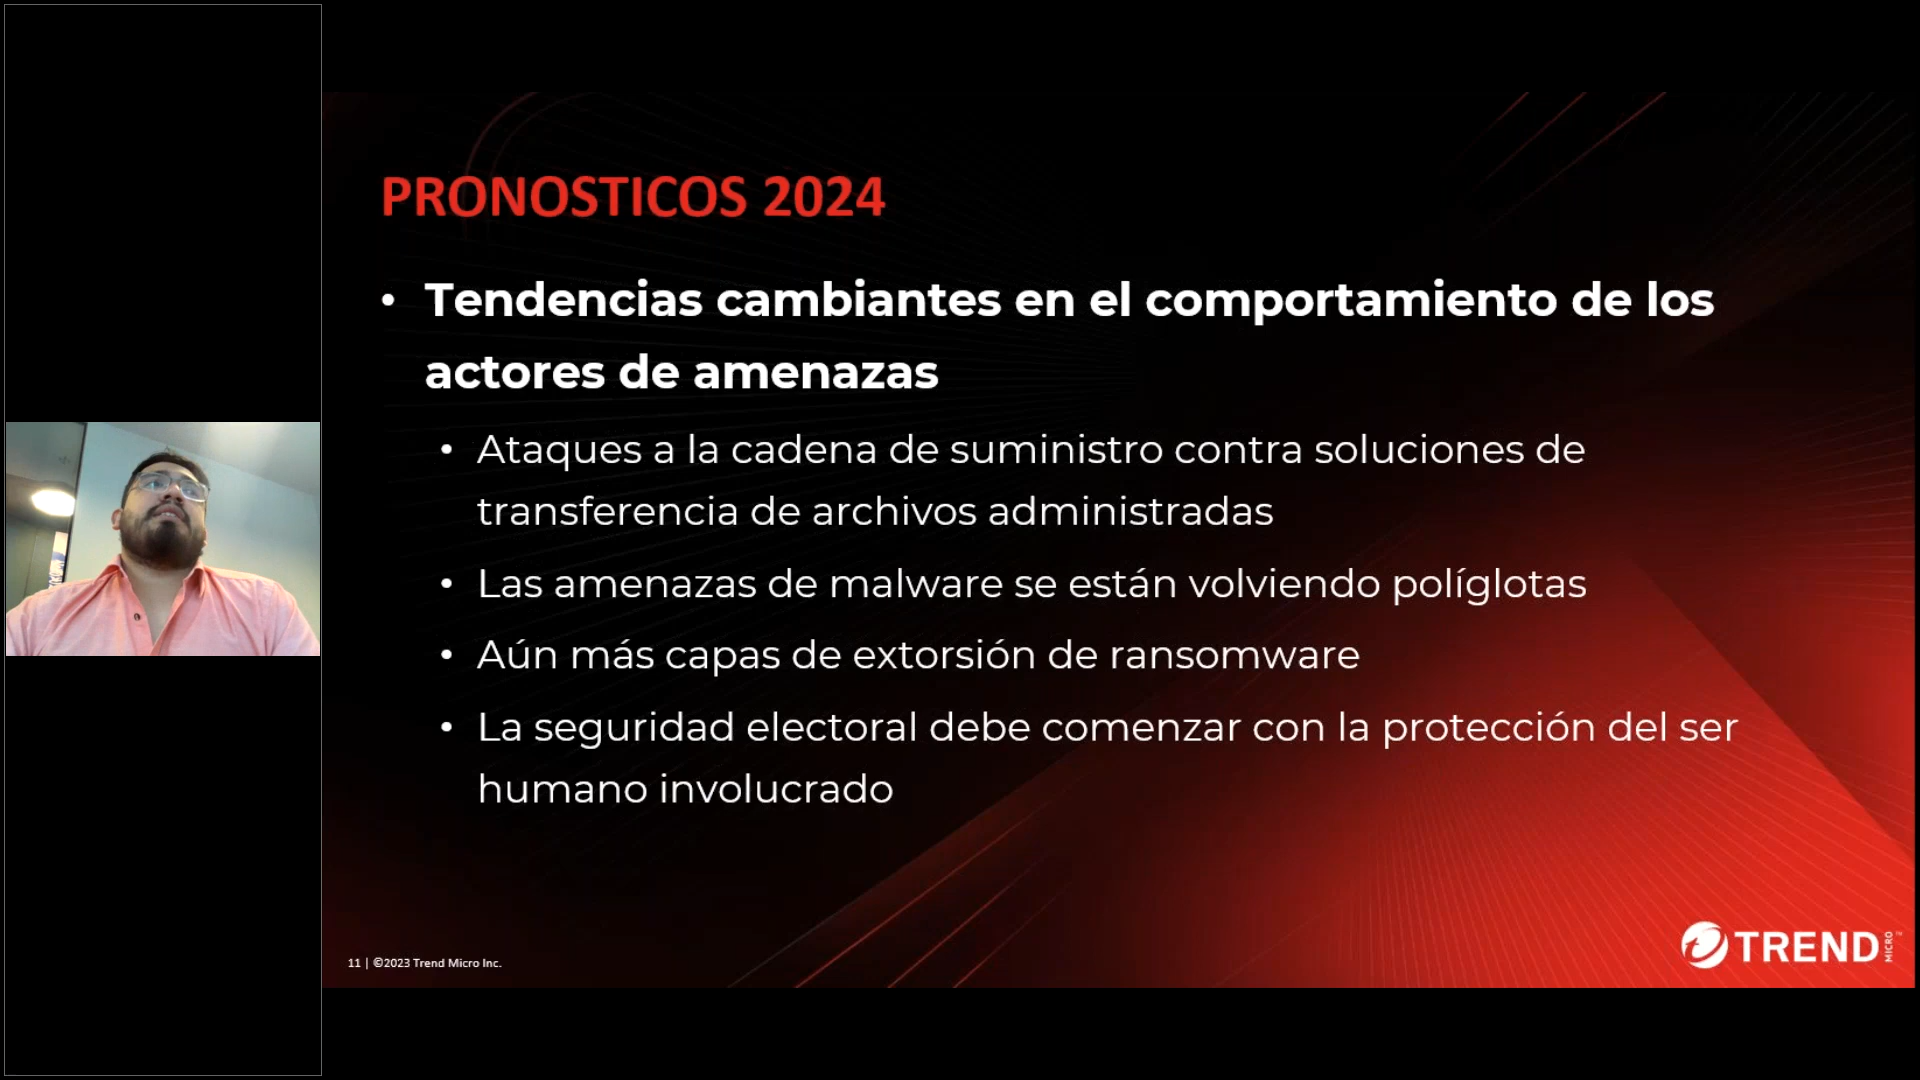 PRONOSTICOS 2024
• Tendencias cambiantes en el comportamiento de los
actores de amenazas
• Ataques a la cadena de suministro contra soluciones de
transferencia de archivos administradas
• Las amenazas de malware se están volviendo políglotas
• Aún más capas de extorsión de ransomware
• La seguridad electoral debe comenzar con la protección del ser
humano involucrado
11 | ©2023 Trend Micro Inc.
TREND MICRO™